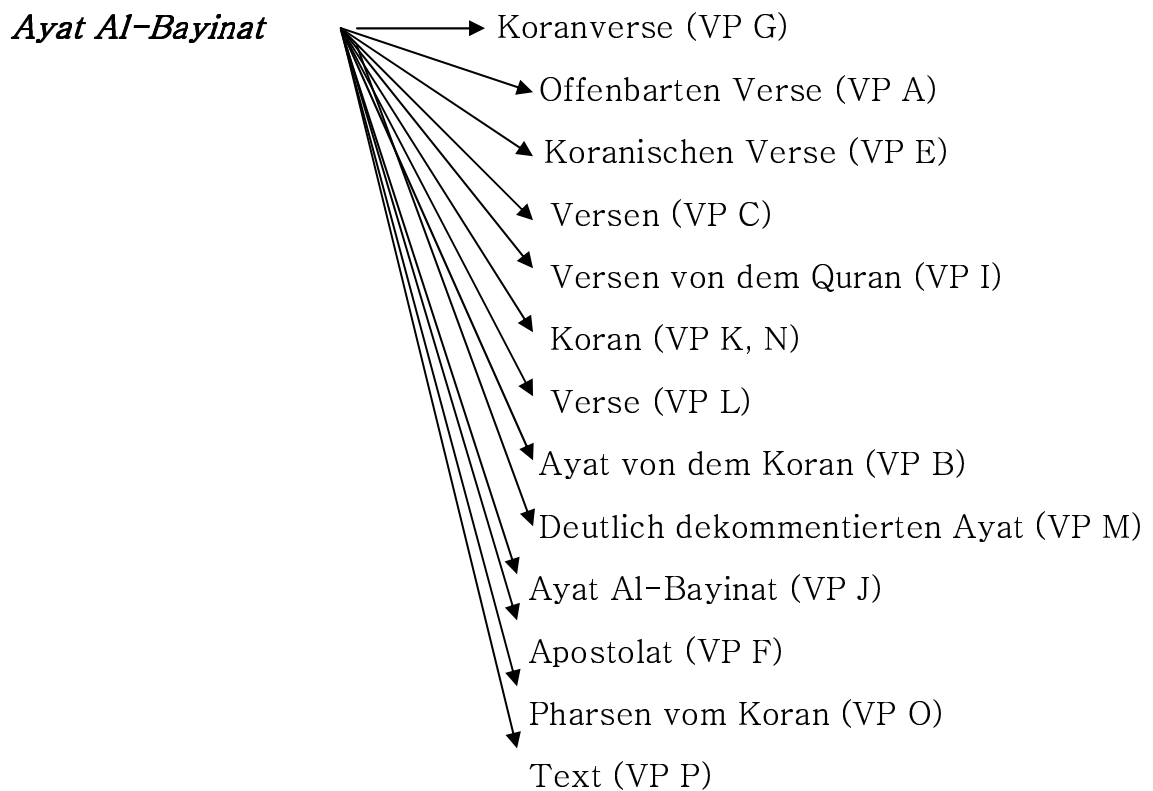 Ayat Al-Bayinat
Koranverse (VP G)
Offenbarten Verse (VP A)
Koranischen Verse (VP E)
Versen (VP C)
Versen von dem Quran (VP I)
Koran (VP K, N)
Verse (VP L)
Ayat von dem Koran (VP B)
Deutlich dekommentierten Ayat (VP M)
Ayat Al-Bayinat (VP J)
Apostolat (VP F)
Pharsen vom Koran (VP O)
Text (VP P)